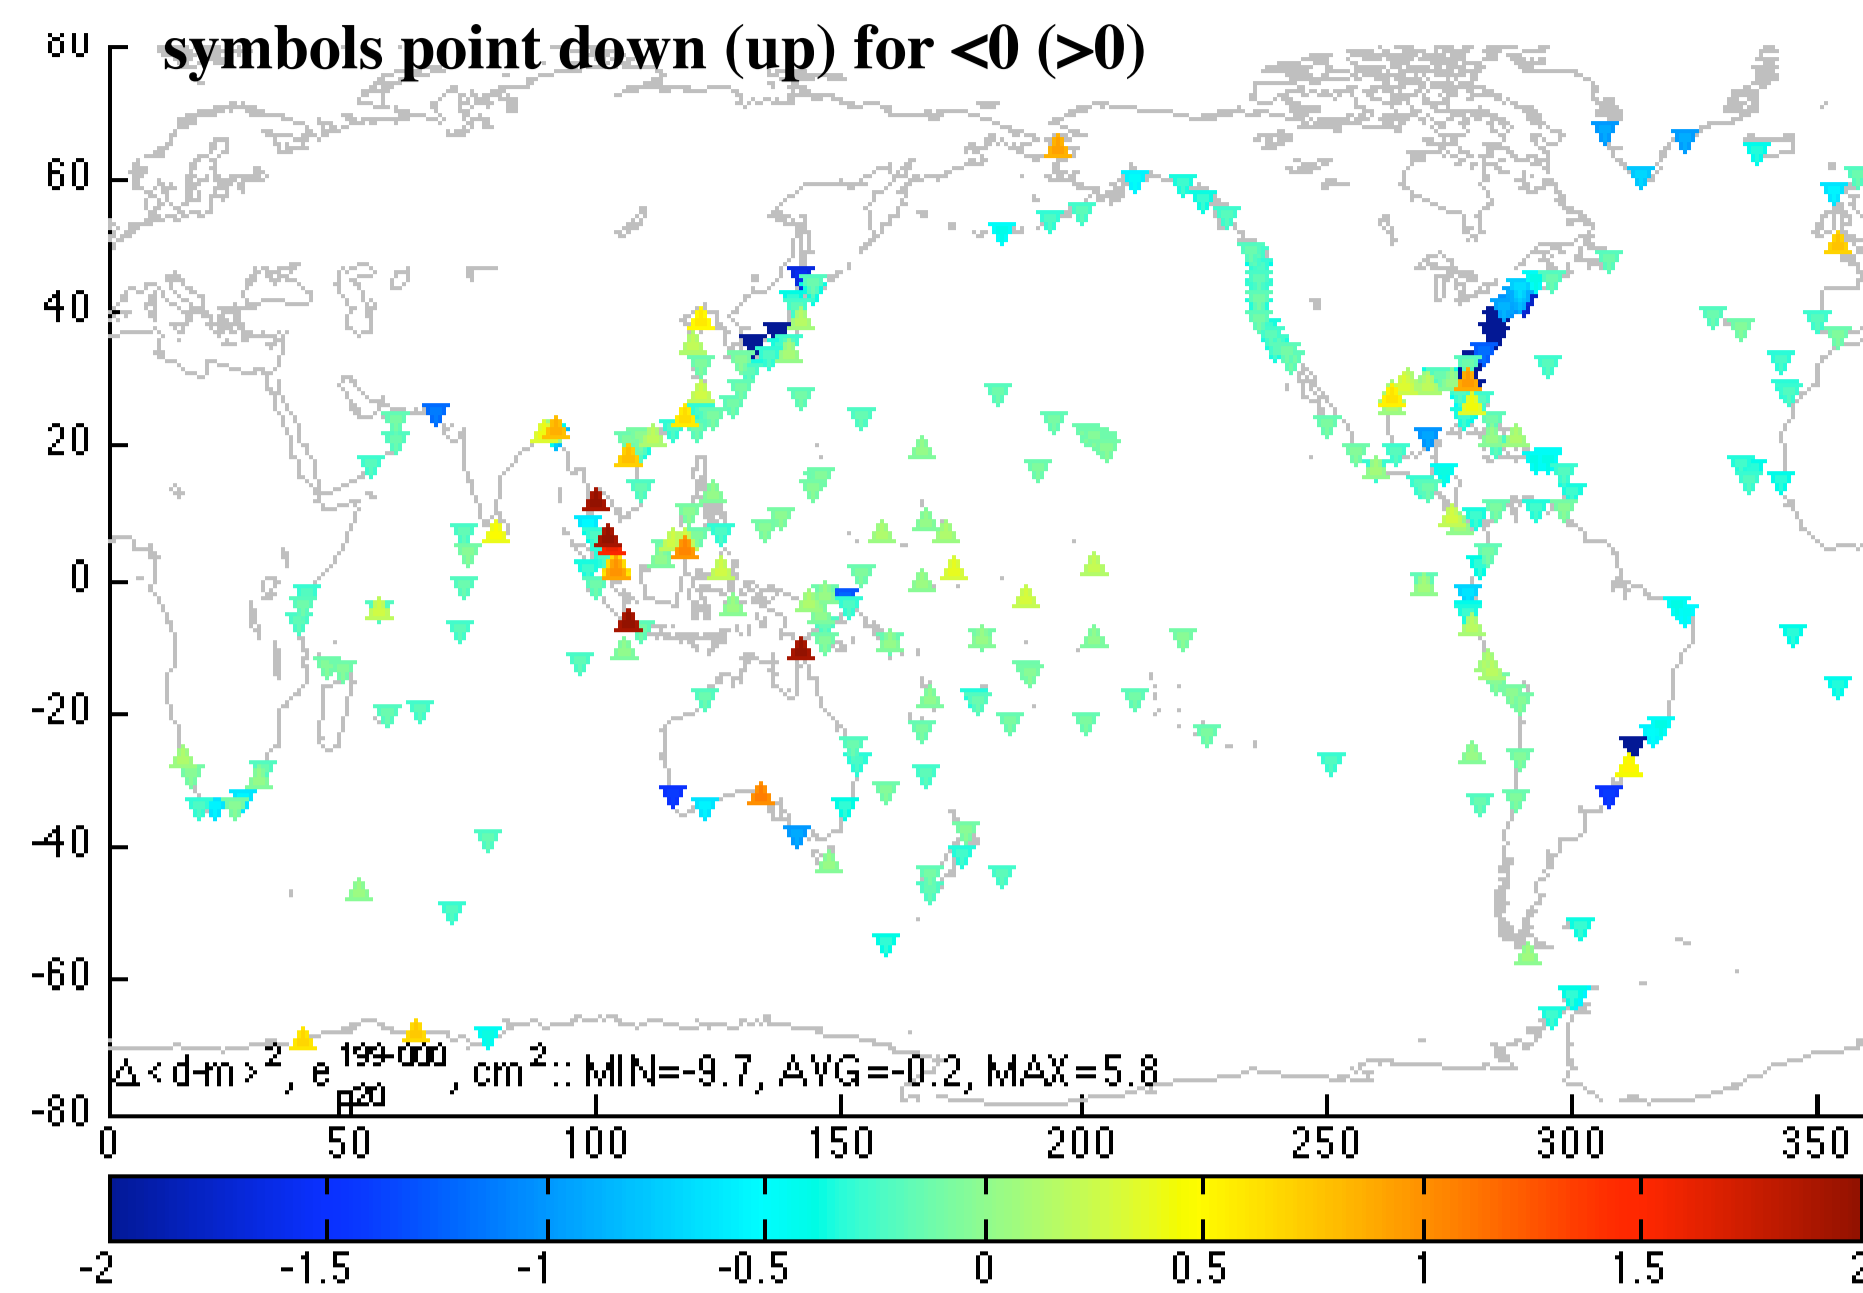 symbols point down (up) for <0 (>0)
80
60
40
20
0
-20
-40
-60
-80
Δ<d-m>², e , cm²:: MIN=-9.7, AVG=-0.2, MAX=5.8
0 50 100 150 200 250 300 350
-2 -1.5 -1 -0.5 0 0.5 1 1.5 2